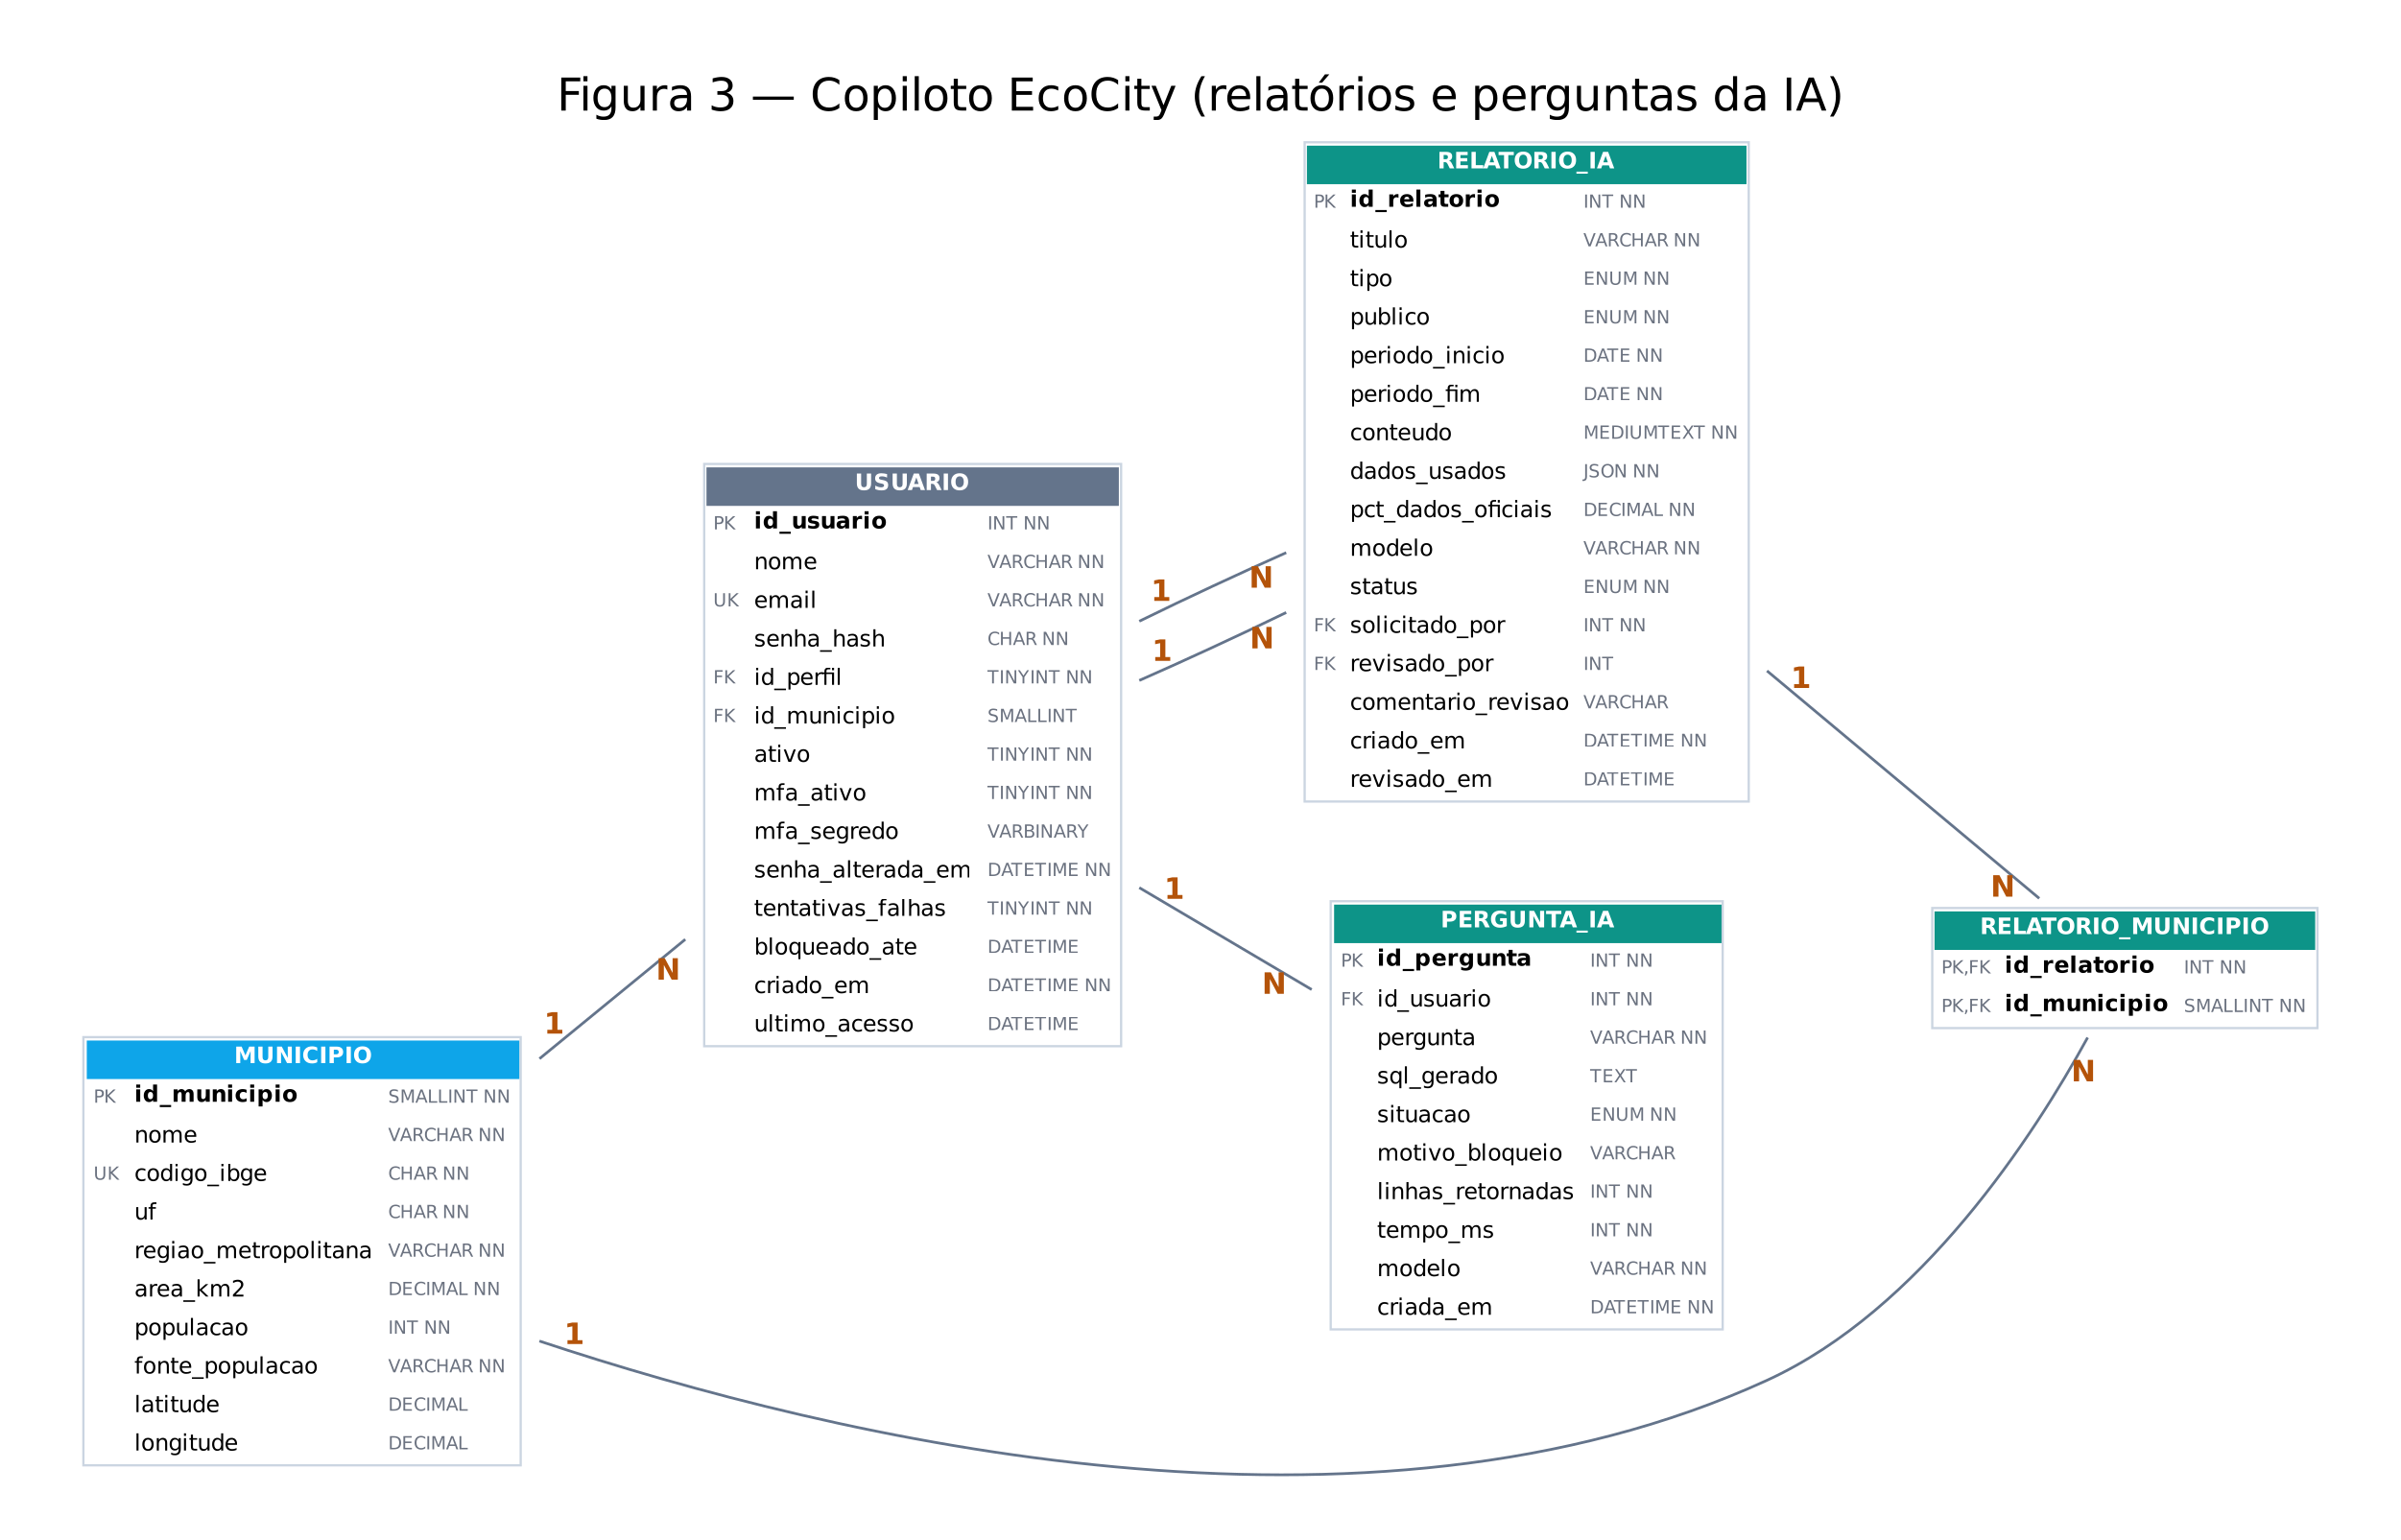 Figura 3 — Copiloto EcoCity (relatórios e perguntas da IA)
RELATORIO_IA
PK id_relatorio INT NN
titulo VARCHAR NN
tipo ENUM NN
publico ENUM NN
periodo_inicio DATE NN
periodo_fim DATE NN
conteudo MEDIUMTEXT NN
dados_usados JSON NN
pct_dados_oficiais DECIMAL NN
modelo VARCHAR NN
status ENUM NN
FK solicitado_por INT NN
FK revisado_por INT
comentario_revisao VARCHAR
criado_em DATETIME NN
revisado_em DATETIME
USUARIO
PK id_usuario INT NN
nome VARCHAR NN
UK email VARCHAR NN
senha_hash CHAR NN
FK id_perfil TINYINT NN
FK id_municipio SMALLINT
ativo TINYINT NN
mfa_ativo TINYINT NN
mfa_segredo VARBINARY
senha_alterada_em DATETIME NN
tentativas_falhas TINYINT NN
bloqueado_ate DATETIME
criado_em DATETIME NN
ultimo_acesso DATETIME
1 N
1 N
1 N
1 N
1 N
1 N
PERGUNTA_IA
PK id_pergunta INT NN
FK id_usuario INT NN
pergunta VARCHAR NN
sql_gerado TEXT
situacao ENUM NN
motivo_bloqueio VARCHAR
linhas_retornadas INT NN
tempo_ms INT NN
modelo VARCHAR NN
criada_em DATETIME NN
RELATORIO_MUNICIPIO
PK,FK id_relatorio INT NN
PK,FK id_municipio SMALLINT NN
MUNICIPIO
PK id_municipio SMALLINT NN
nome VARCHAR NN
UK codigo_ibge CHAR NN
uf CHAR NN
regiao_metropolitana VARCHAR NN
area_km2 DECIMAL NN
populacao INT NN
fonte_populacao VARCHAR NN
latitude DECIMAL
longitude DECIMAL